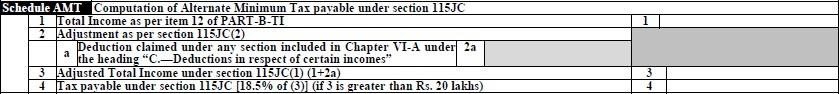 Schedule AMT Computation of Alternate Minimum Tax payable under section 115JC
1 Total Income as per item 12 of PART-B-TI 1
2 Adjustment as per section 115JC(2)
a Deduction claimed under any section included in Chapter VI-A under 2a
the heading “C.—Deductions in respect of certain incomes”
3 Adjusted Total Income under section 115JC(1) (1+2a) 3
4 Tax payable under section 115JC [18.5% of (3)] (if 3 is greater than Rs. 20 lakhs) 4